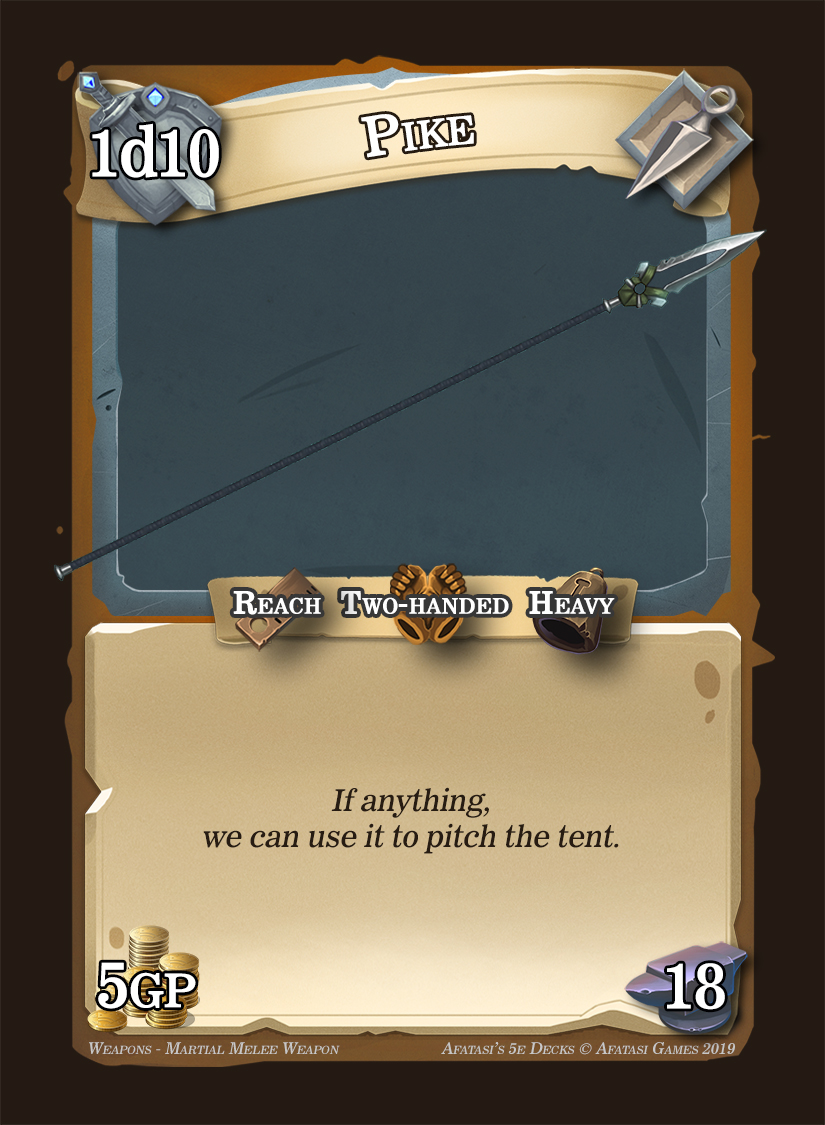 1d10
Pike
Reach Two-handed Heavy
If anything,
we can use it to pitch the tent.
5GP
18
Weapons - Martial Melee Weapon
Afatasi's 5e Decks © Afatasi Games 2019